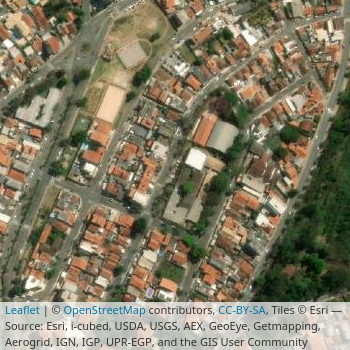 Leaflet | © OpenStreetMap contributors, CC-BY-SA, Tiles © Esri —
Source: Esri, i-cubed, USDA, USGS, AEX, GeoEye, Getmapping,
Aerogrid, IGN, IGP, UPR-EGP, and the GIS User Community